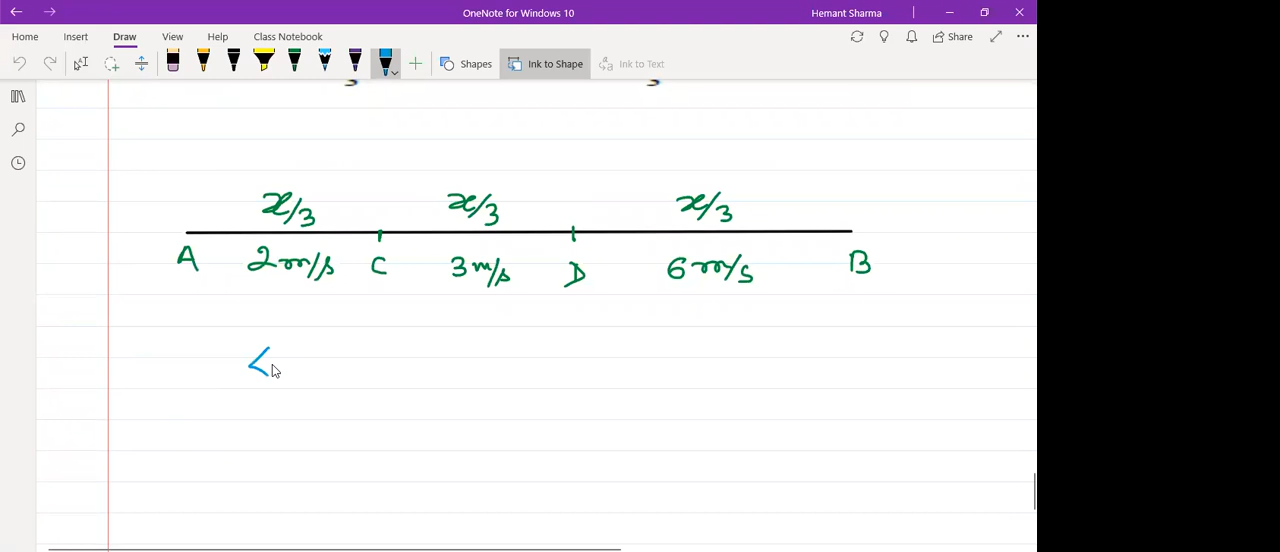 OneNote for Windows 10
Hemant Sharma
Home Insert Draw View Help Class Notebook
Share
Shapes Ink to Shape Ink to Text
x/3 x/3 x/3
A 2m/s C 3m/s D 6m/s B
<